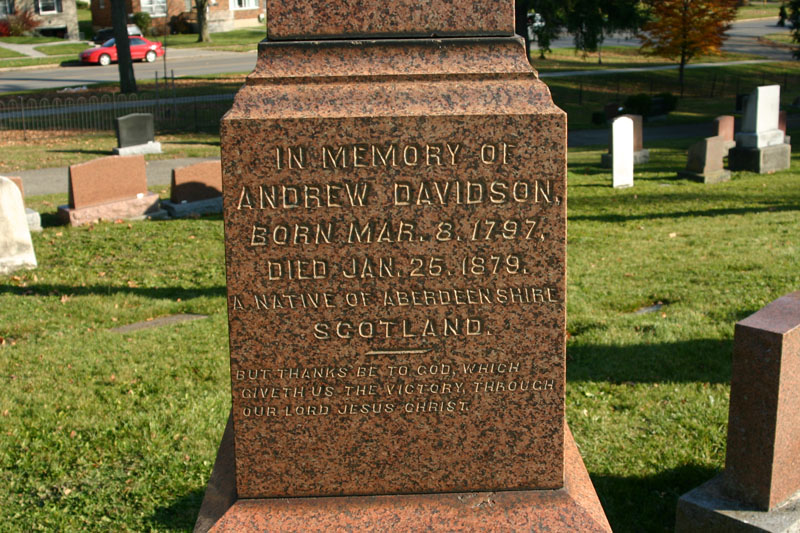 IN MEMORY OF
ANDREW DAVIDSON,
BORN MAR. 8. 1797,
DIED JAN. 25. 1879.
A NATIVE OF ABERDEENSHIRE
SCOTLAND.
BUT THANKS BE TO GOD, WHICH
GIVETH US THE VICTORY, THROUGH
OUR LORD JESUS CHRIST.